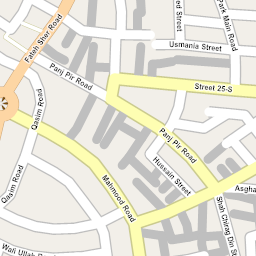 Fateh Sher Road
ed Street
Park Main Road
Usmania Street
Panj Pir Road
Street 25-S
Qasim Road
Panj Pir Road
Hussain Street
Mahmood Road
Qasim Road
Asgha
Shah Chirag Din St
Wali Ullah R